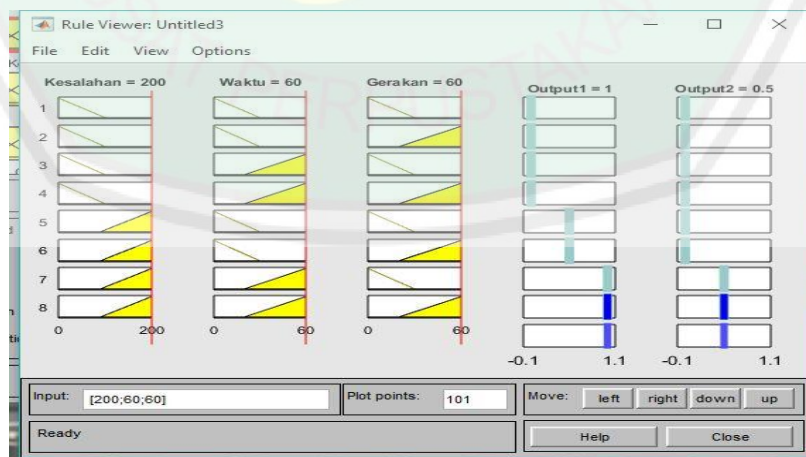 Rule Viewer: Untitled3
File Edit View Options
Kesalahan = 200 Waktu = 60 Gerakan = 60 Output1 = 1 Output2 = 0.5
1
2
3
4
5
6
7
8
0 200 0 60 0 60
-0.1 1.1 -0.1 1.1
Input: [200;60;60] Plot points: 101 Move: left right down up
Ready Help Close